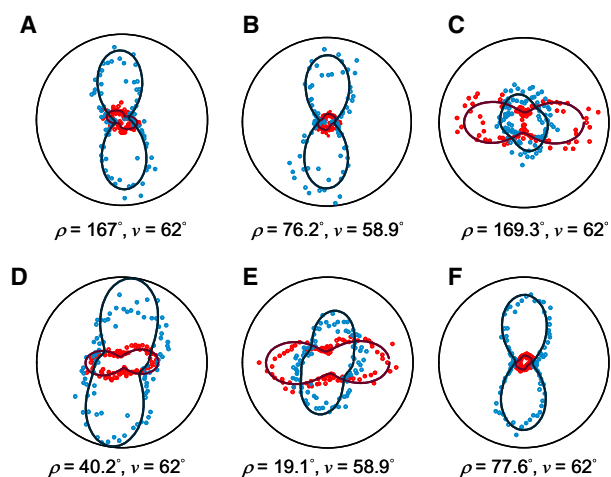 A B C
ρ = 167°, ν = 62° ρ = 76.2°, ν = 58.9° ρ = 169.3°, ν = 62°
D E F
ρ = 40.2°, ν = 62° ρ = 19.1°, ν = 58.9° ρ = 77.6°, ν = 62°